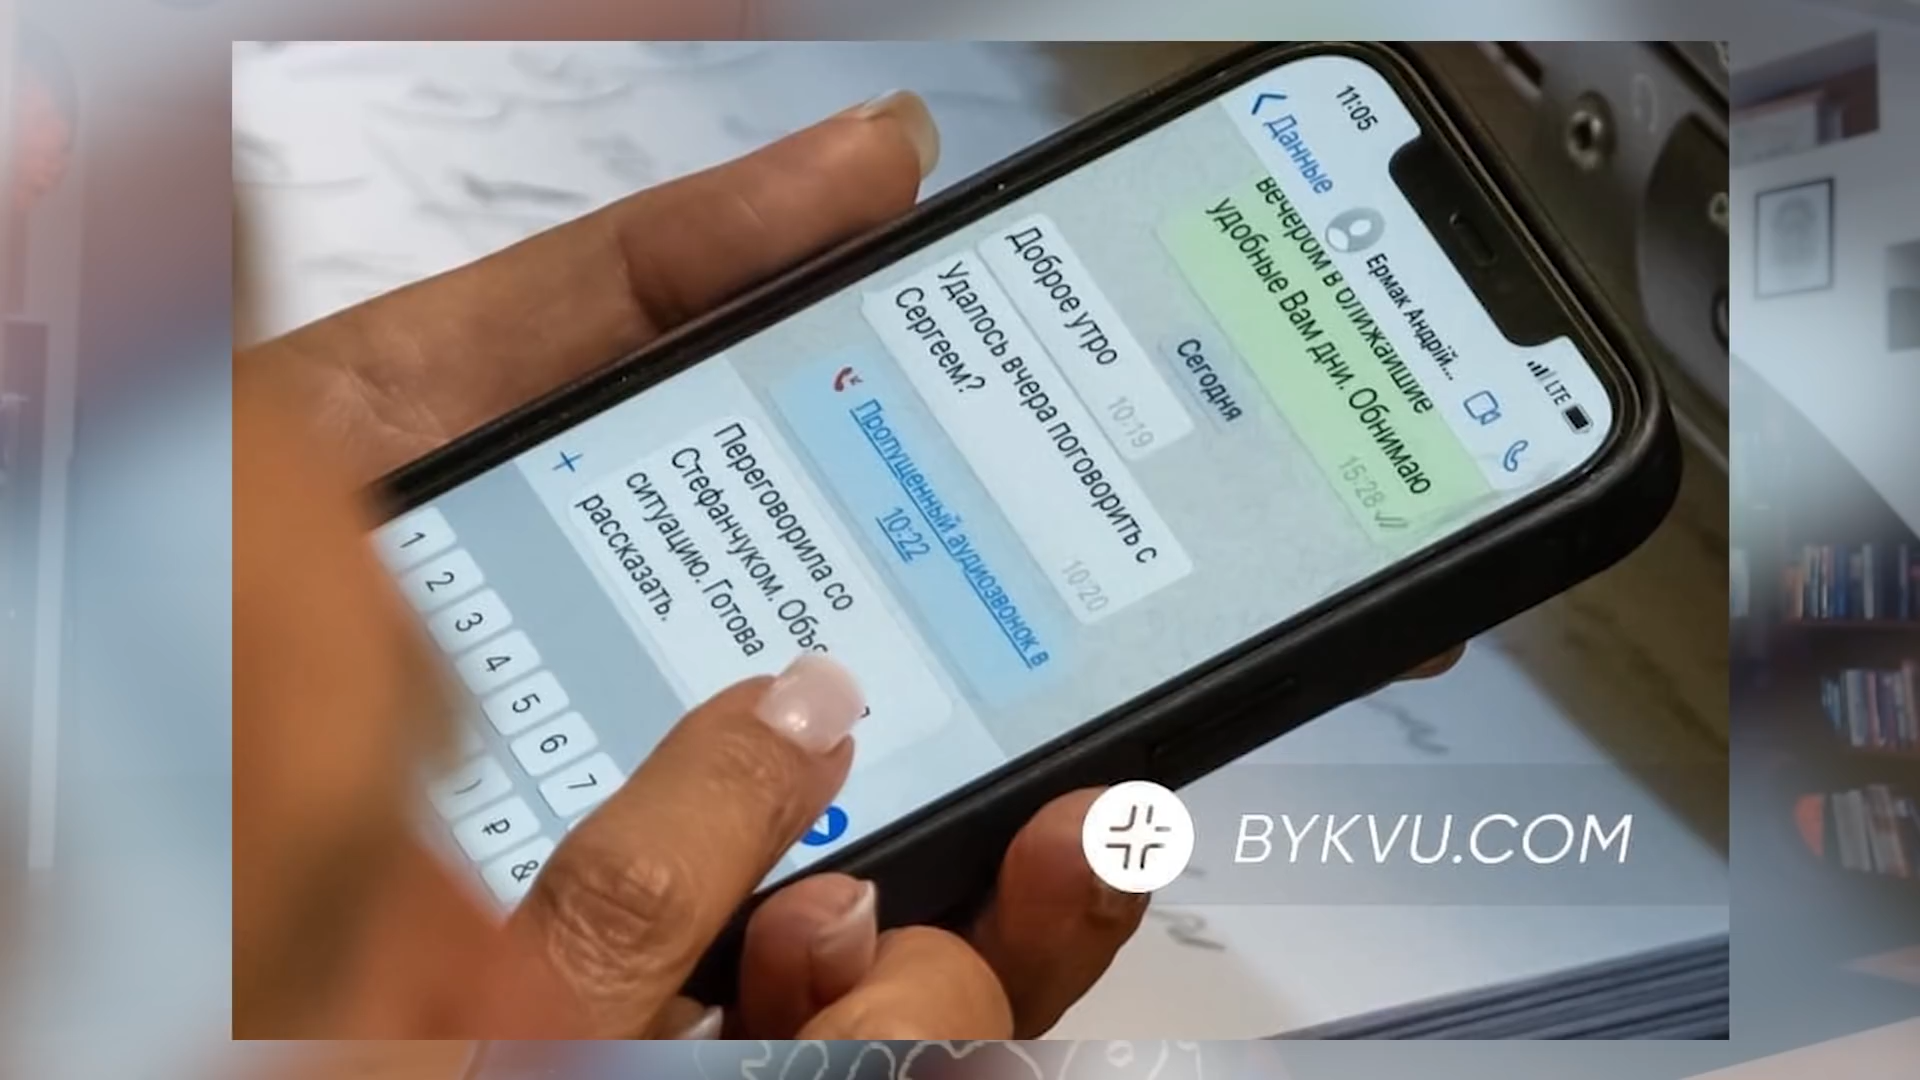 11:05
LTE
Данные
Ермак Андрій...
вечером в ближайшие
удобные Вам дни. Обнимаю
15:28
Сегодня
Доброе утро
10:19
Удалось вчера поговорить с
Сергеем?
10:20
Пропущенный аудиозвонок в
10:22
Переговорила со
Стефанчуком.
ситуацию. Готова
рассказать.
1 2 3 4 5 6 7
) ₽ &
BYKVU.COM